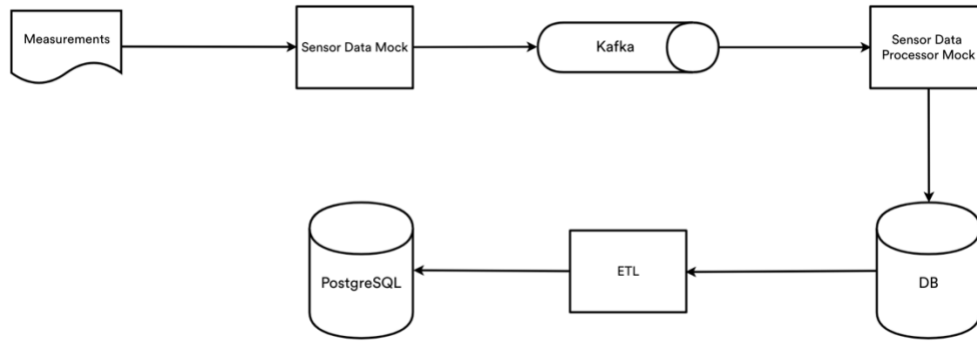 Measurements
Sensor Data Mock
Kafka
Sensor Data
Processor Mock
PostgreSQL
ETL
DB